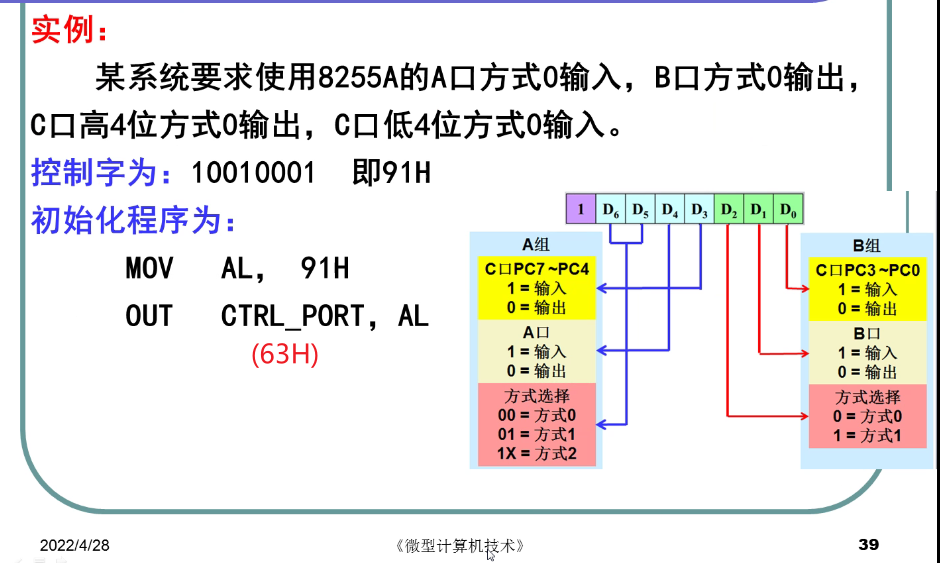 实例：
某系统要求使用8255A的A口方式0输入，B口方式0输出，
C口高4位方式0输出，C口低4位方式0输入。
控制字为：10010001 即91H
初始化程序为：
MOV AL， 91H
OUT CTRL_PORT，AL
(63H)
1 D6 D5 D4 D3 D2 D1 D0
A组
C口PC7~PC4
1 = 输入
0 = 输出
A口
1 = 输入
0 = 输出
方式选择
00 = 方式0
01 = 方式1
1X = 方式2
B组
C口PC3~PC0
1 = 输入
0 = 输出
B口
1 = 输入
0 = 输出
方式选择
0 = 方式0
1 = 方式1
2022/4/28
《微型计算机技术》
39